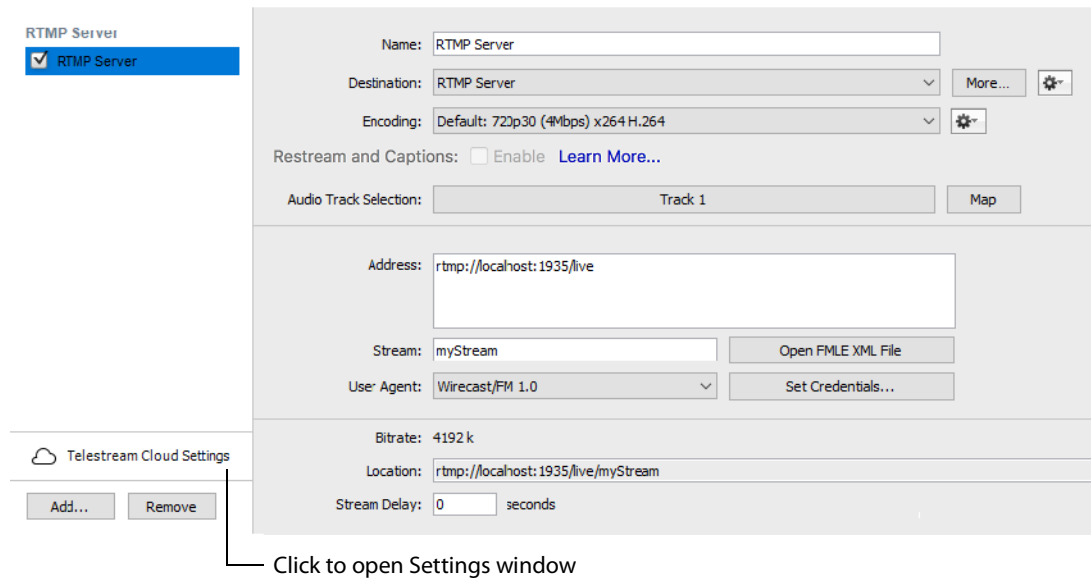 RTMP Server
RTMP Server
Name: RTMP Server
Destination: RTMP Server More...
Encoding: Default: 720p30 (4Mbps) x264 H.264
Restream and Captions: Enable Learn More...
Audio Track Selection: Track 1 Map
Address: rtmp://localhost:1935/live
Stream: myStream Open FMLE XML File
User Agent: Wirecast/FM 1.0 Set Credentials...
Bitrate: 4192 k
Telestream Cloud Settings
Location: rtmp://localhost:1935/live/myStream
Stream Delay: 0 seconds
Add... Remove
Click to open Settings window